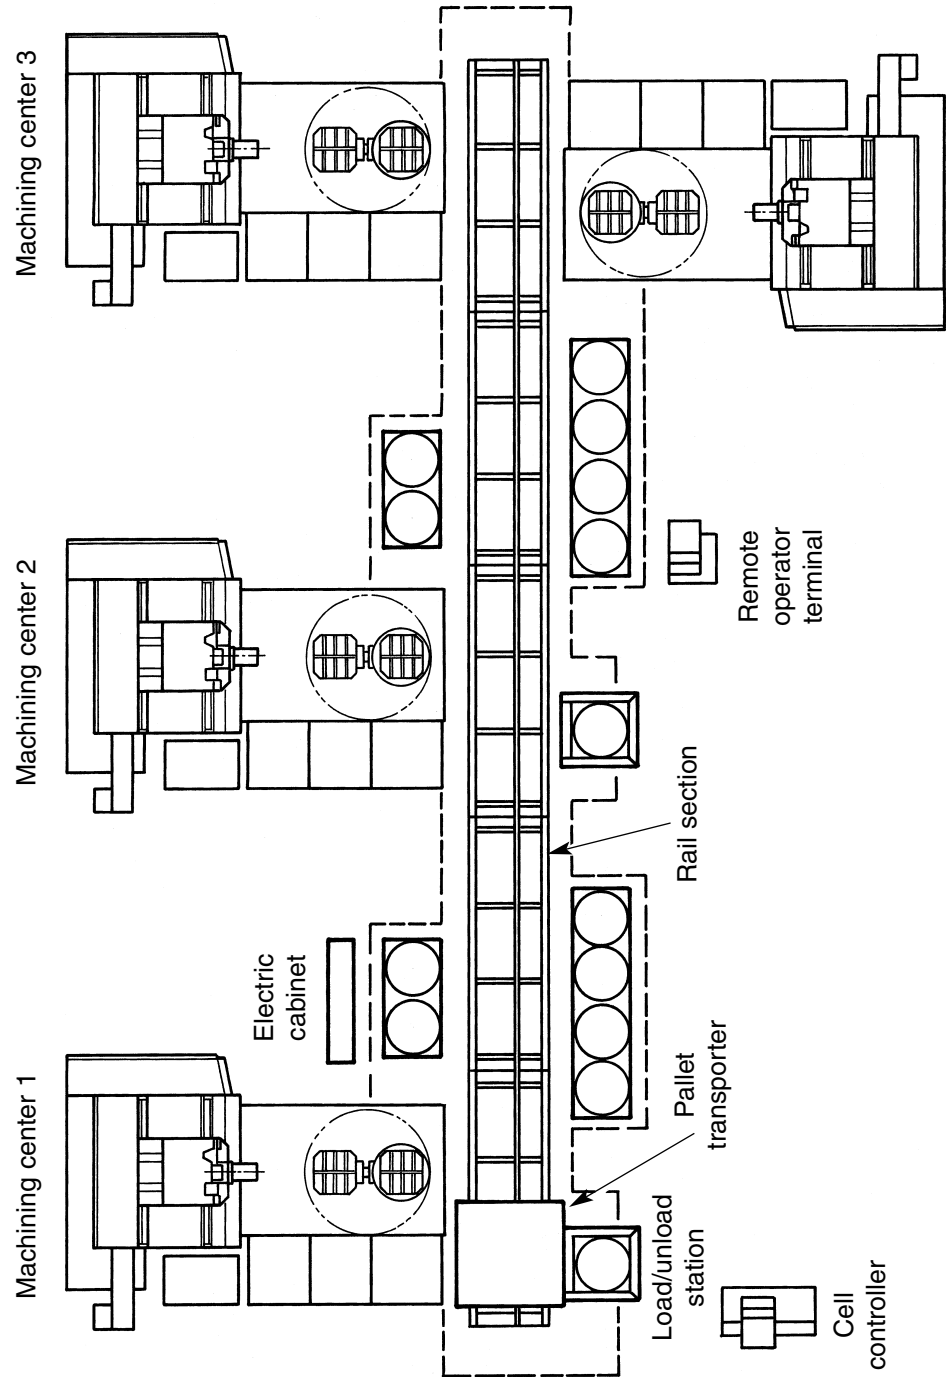 Machining center 1
Machining center 2
Machining center 3
Electric
cabinet
Load/unload
station
Pallet
transporter
Rail section
Remote
operator
terminal
Cell
controller